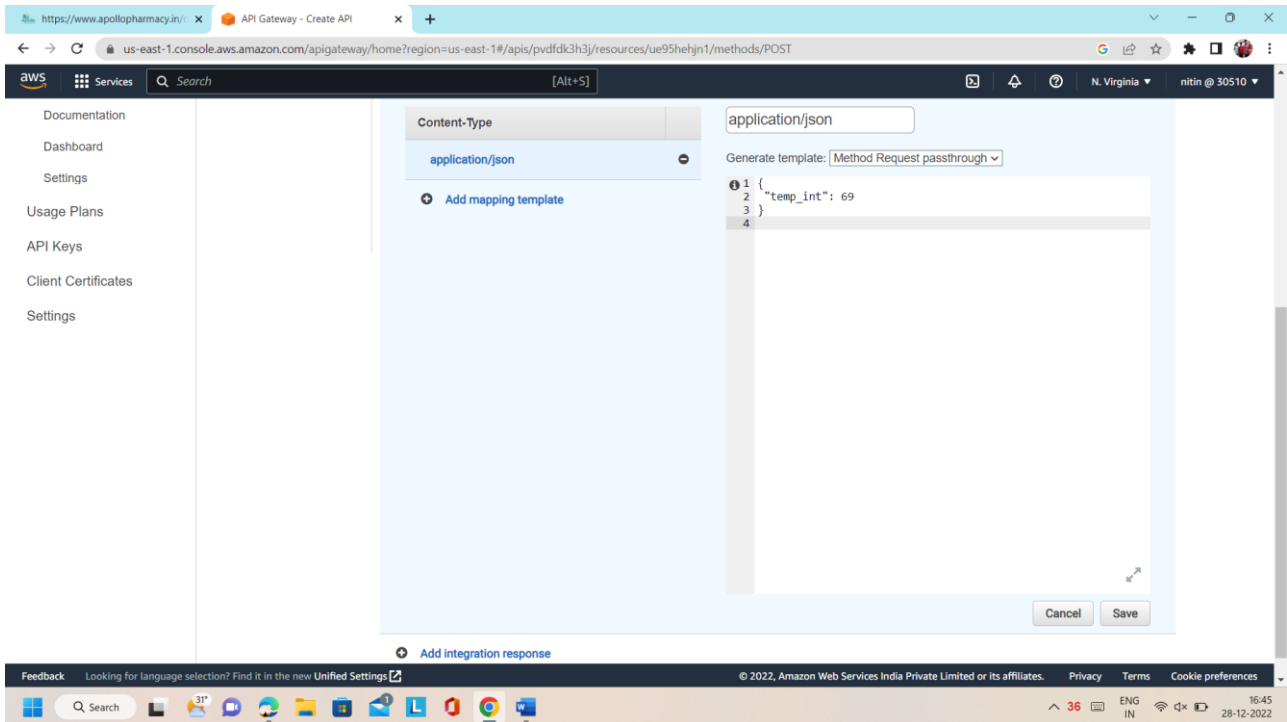 https://www.apollopharmacy.in/
API Gateway - Create API
us-east-1.console.aws.amazon.com/apigateway/home?region=us-east-1#/apis/pvdfdk3h3j/resources/ue95hehjn1/methods/POST
aws Services Search [Alt+S] N. Virginia nitin @ 30510
Documentation
Dashboard
Settings
Usage Plans
API Keys
Client Certificates
Settings
Content-Type
application/json
Add mapping template
application/json
Generate template: Method Request passthrough
1 {
2 "temp_int": 69
3 }
4
Cancel Save
Add integration response
Feedback Looking for language selection? Find it in the new Unified Settings © 2022, Amazon Web Services India Private Limited or its affiliates. Privacy Terms Cookie preferences
Search 31° 1 36 ENG 16:45
IN 28-12-2022